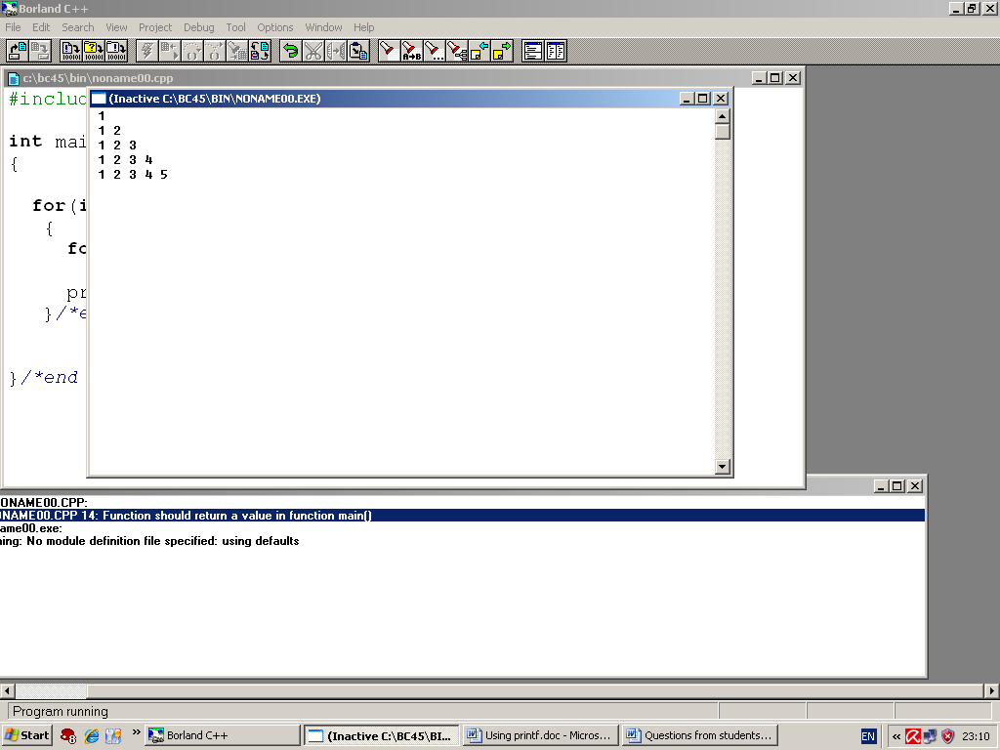 Borland C++
File Edit Search View Project Debug Tool Options Window Help
c:\bc45\bin\noname00.cpp
#includ
(Inactive C:\BC45\BIN\NONAME00.EXE)
1
1 2
1 2 3
1 2 3 4
1 2 3 4 5
int mai
{
for(i
{
fo
pr
}/*e
}/*end
ONAME00.CPP:
ONAME00.CPP 14: Function should return a value in function main()
ame00.exe:
ning: No module definition file specified: using defaults
Program running
Start » Borland C++ (Inactive C:\BC45\BI... Using printf.doc - Micros... Questions from students... EN « 23:10